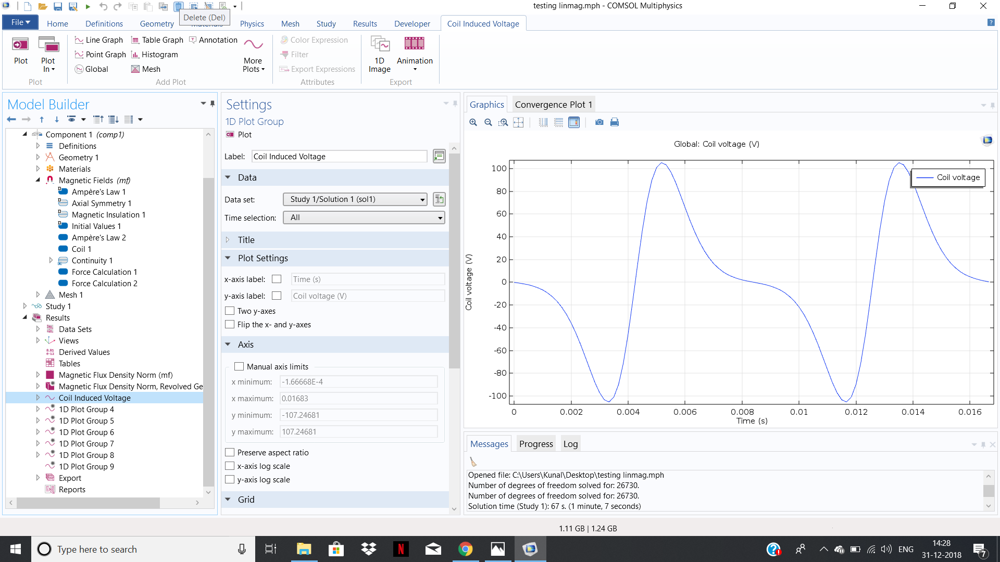 testing linmag.mph - COMSOL Multiphysics
Delete (Del)
File
Home
Definitions
Geometry
Physics
Mesh
Study
Results
Developer
Coil Induced Voltage
Plot
Plot In
Plot
Line Graph
Point Graph
Global
Table Graph
Histogram
Mesh
Annotation
More Plots
Add Plot
Color Expression
Filter
Export Expressions
Attributes
1D Image
Animation
Export
Model Builder
Component 1 (comp1)
Definitions
Geometry 1
Materials
Magnetic Fields (mf)
Ampère's Law 1
Axial Symmetry 1
Magnetic Insulation 1
Initial Values 1
Ampère's Law 2
Coil 1
Continuity 1
Force Calculation 1
Force Calculation 2
Mesh 1
Study 1
Results
Data Sets
Views
8.85
e-12
Derived Values
Tables
Magnetic Flux Density Norm (mf)
Magnetic Flux Density Norm, Revolved Ge
Coil Induced Voltage
1D Plot Group 4
1D Plot Group 5
1D Plot Group 6
1D Plot Group 7
1D Plot Group 8
1D Plot Group 9
Export
Reports
Settings
1D Plot Group
Plot
Label: Coil Induced Voltage
Data
Data set: Study 1/Solution 1 (sol1)
Time selection: All
Title
Plot Settings
x-axis label: Time (s)
y-axis label: Coil voltage (V)
Two y-axes
Flip the x- and y-axes
Axis
Manual axis limits
x minimum: -1.66668E-4
x maximum: 0.01683
y minimum: -107.24681
y maximum: 107.24681
Preserve aspect ratio
x-axis log scale
y-axis log scale
Grid
Graphics
Convergence Plot 1
Global: Coil voltage (V)
Coil voltage
Coil voltage (V)
100
80
60
40
20
0
-20
-40
-60
-80
-100
0 0.002 0.004 0.006 0.008 0.01 0.012 0.014 0.016
Time (s)
Messages
Progress
Log
Opened file: C:\Users\Kunal\Desktop\testing linmag.mph
Number of degrees of freedom solved for: 26730.
Number of degrees of freedom solved for: 26730.
Solution time (Study 1): 67 s. (1 minute, 7 seconds)
1.11 GB | 1.24 GB
Type here to search
N
ENG
14:28
31-12-2018
7